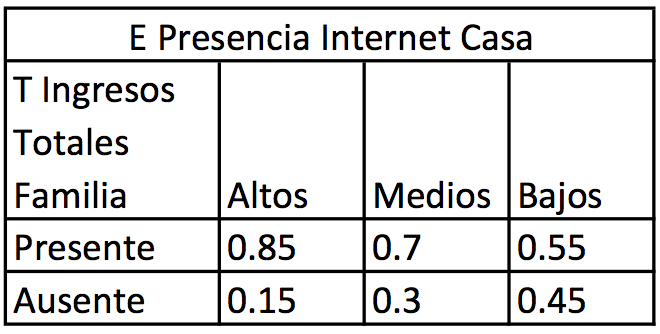 E Presencia Internet Casa
T Ingresos
Totales
Familia Altos Medios Bajos
Presente 0.85 0.7 0.55
Ausente 0.15 0.3 0.45